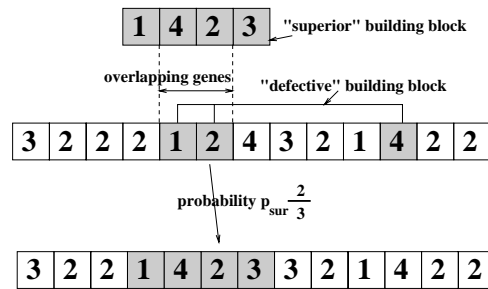 1 4 2 3
"superior" building block
overlapping genes
"defective" building block
3 2 2 2 1 2 4 3 2 1 4 2 2
probability p_sur 2/3
3 2 2 1 4 2 3 3 2 1 4 2 2